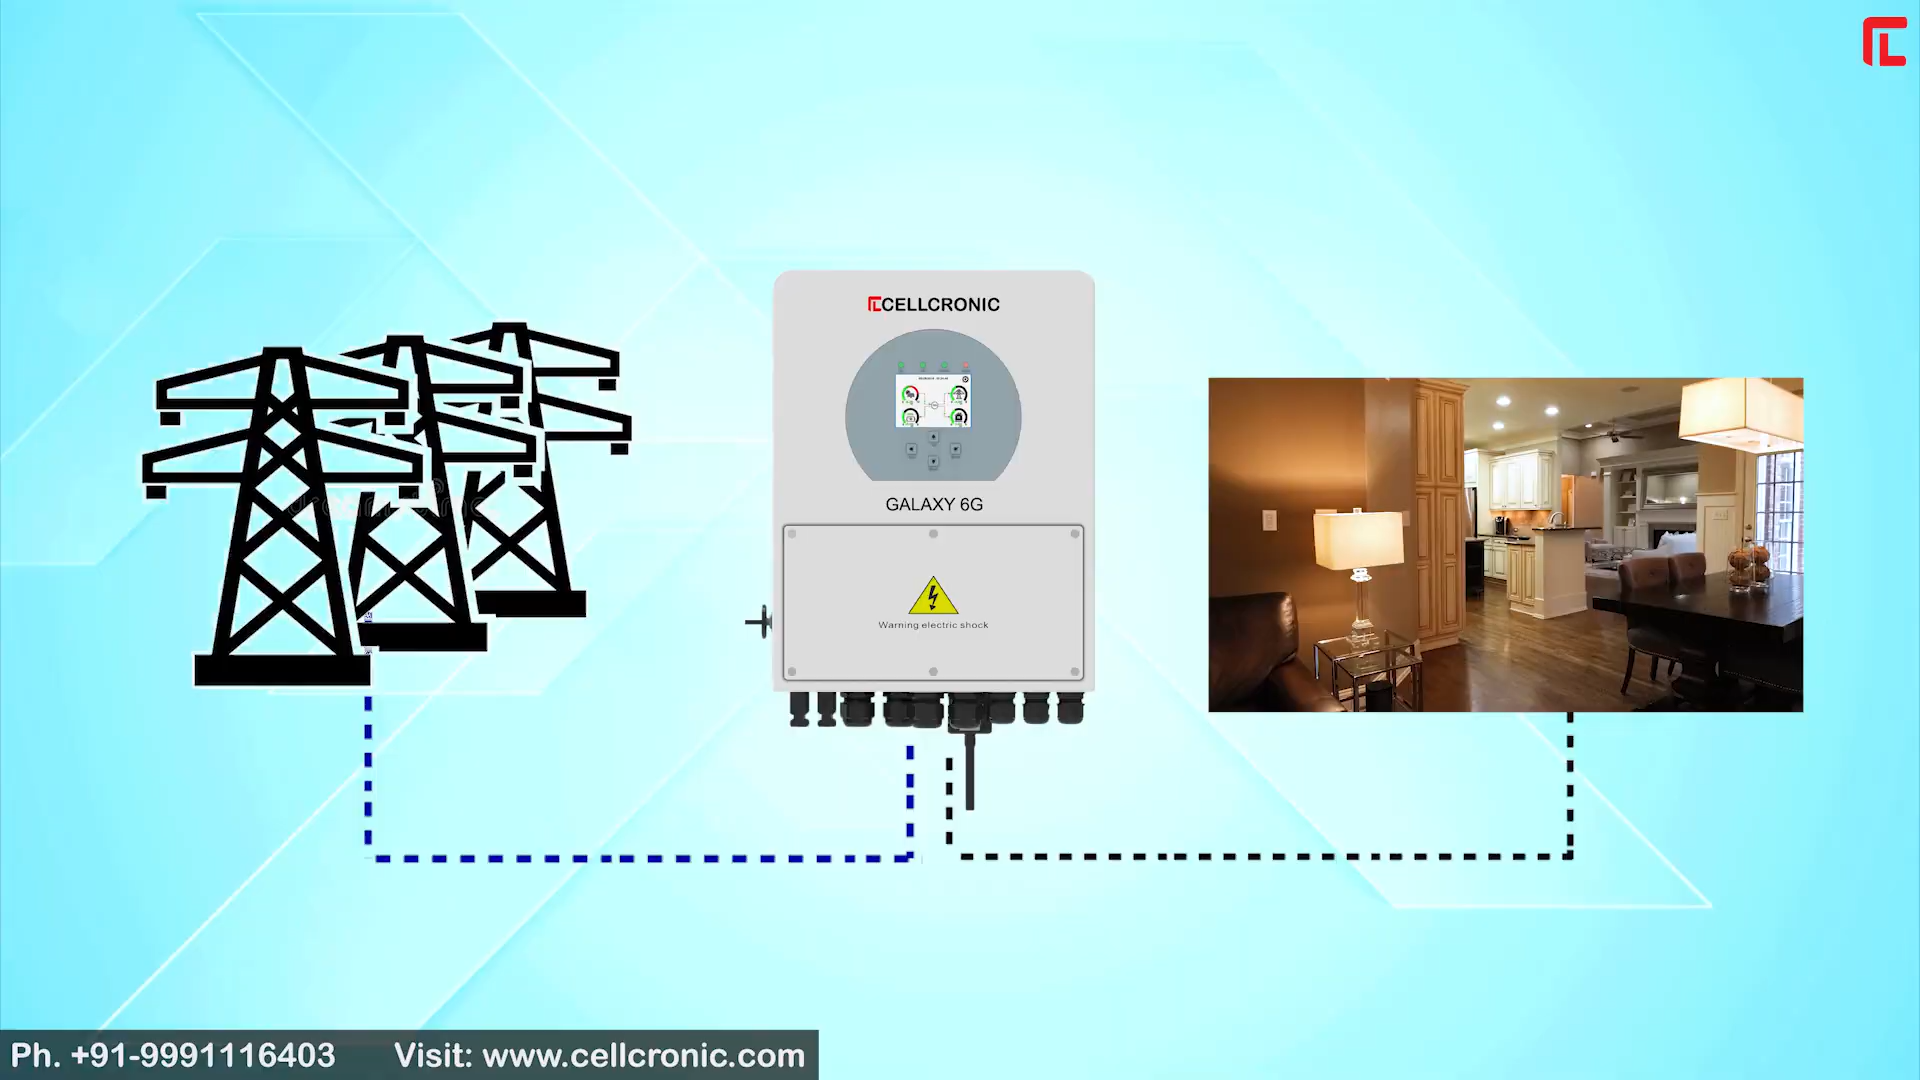 CELLCRONIC
GALAXY 6G
Warning electric shock
Ph. +91-9991116403 Visit: www.cellcronic.com